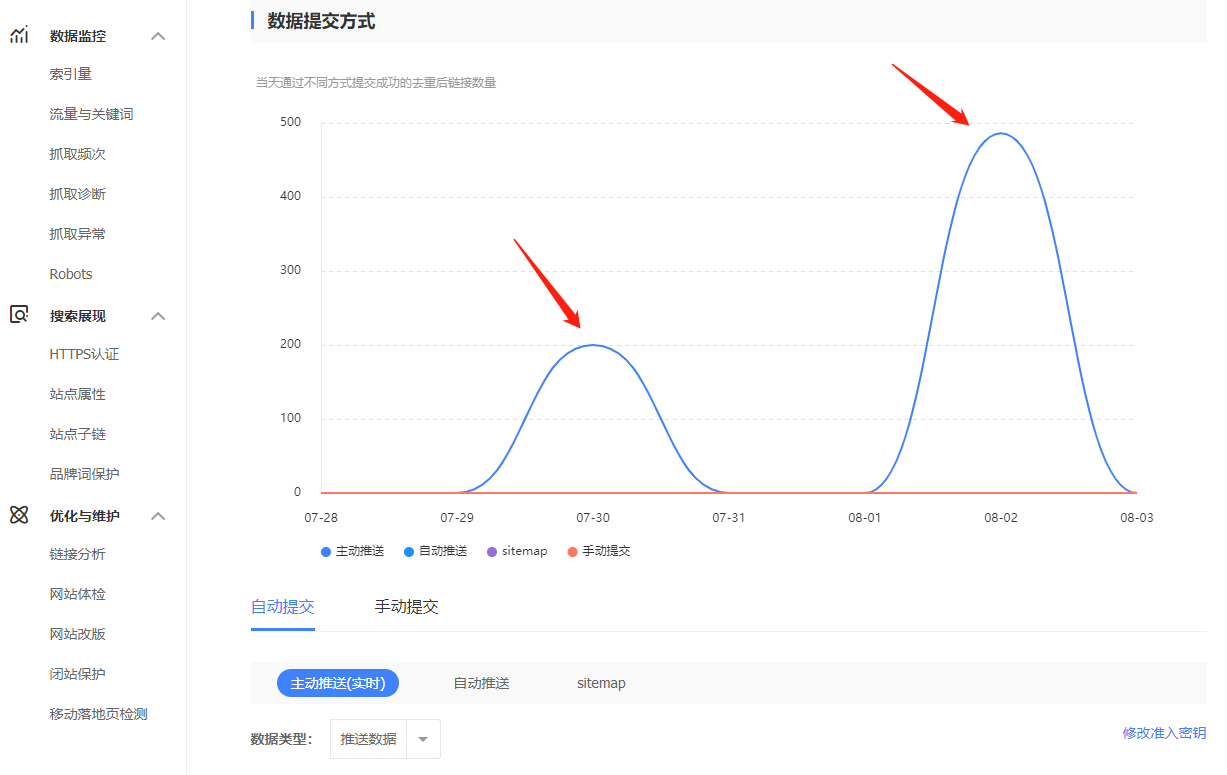 数据监控
索引量
流量与关键词
抓取频次
抓取诊断
抓取异常
Robots
搜索展现
HTTPS认证
站点属性
站点子链
品牌词保护
优化与维护
链接分析
网站体检
网站改版
闭站保护
移动落地页检测
数据提交方式
当天通过不同方式提交成功的去重后链接数量
500
400
300
200
100
0
07-28 07-29 07-30 07-31 08-01 08-02 08-03
主动推送 自动推送 sitemap 手动提交
自动提交 手动提交
主动推送(实时) 自动推送 sitemap
数据类型： 推送数据 修改准入密钥